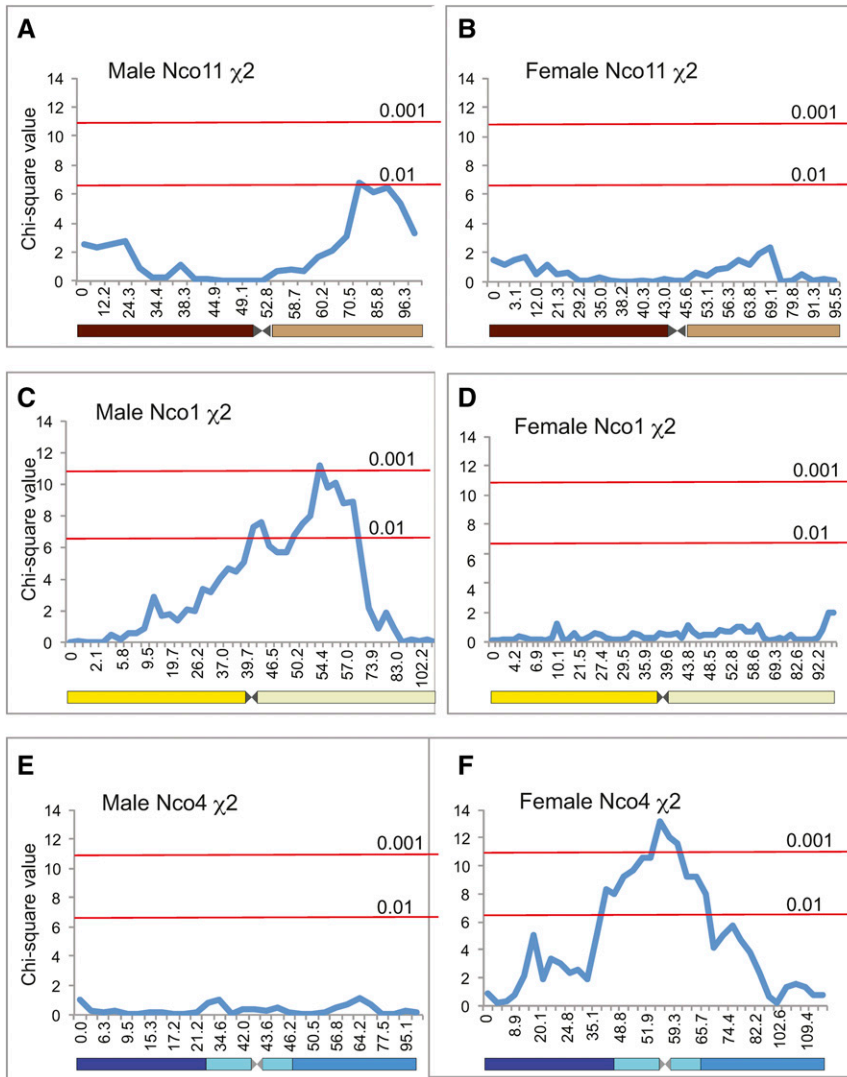 A
Male Nco11 χ2
Chi-square value
14
12
10
8
6
4
2
0
0.001
0.01
0 12.2 24.3 34.4 38.3 44.9 49.1 52.8 58.7 60.2 70.5 85.8 96.3
B
Female Nco11 χ2
14
12
10
8
6
4
2
0
0.001
0.01
0 3.1 12.0 21.3 29.2 35.0 38.2 40.3 43.0 45.6 53.1 56.3 63.8 69.1 79.8 91.3 95.5
C
Male Nco1 χ2
Chi-square value
14
12
10
8
6
4
2
0
0.001
0.01
0 2.1 5.8 9.5 19.7 26.2 37.0 39.7 46.5 50.2 54.4 57.0 73.9 83.0 102.2
D
Female Nco1 χ2
14
12
10
8
6
4
2
0
0.001
0.01
0 4.2 6.9 10.1 21.5 27.4 29.5 35.9 39.6 43.8 48.5 52.8 58.6 69.3 82.6 92.2
E
Male Nco4 χ2
Chi-square value
14
12
10
8
6
4
2
0
0.001
0.01
0.0 6.3 9.5 15.3 17.2 21.2 34.6 42.0 43.6 46.2 50.5 56.8 64.2 77.5 95.1
F
Female Nco4 χ2
14
12
10
8
6
4
2
0
0.001
0.01
0 8.9 20.1 24.8 35.1 48.8 51.9 59.3 65.7 74.4 82.2 102.6 109.4